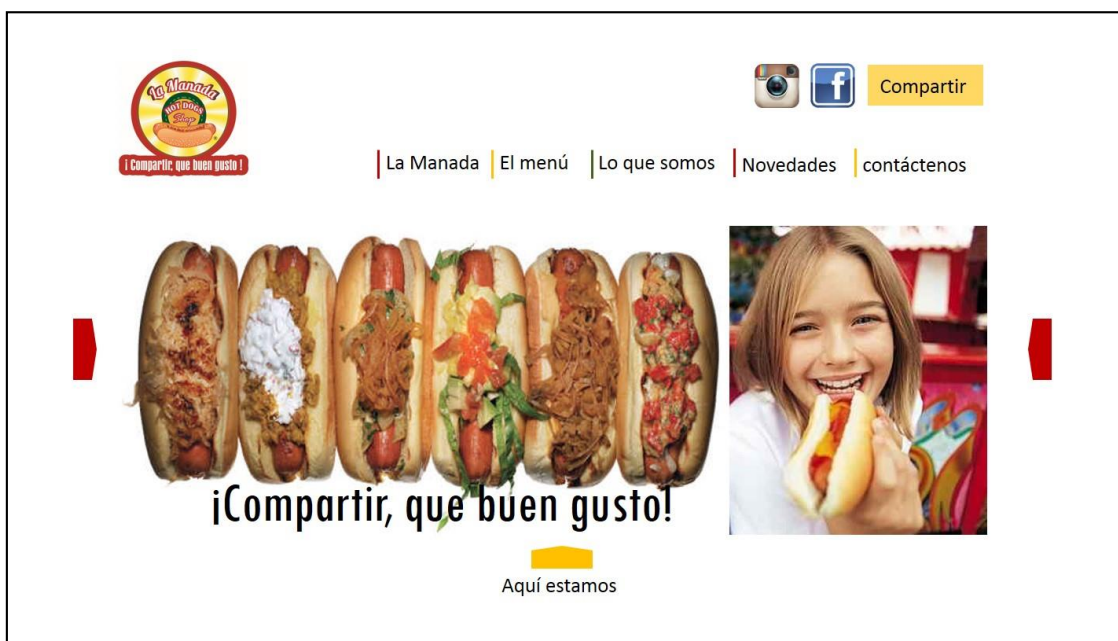 La Manada
HOT DOGS
Shop
¡ Compartir, que buen gusto !
Compartir
La Manada
El menú
Lo que somos
Novedades
contáctenos
¡Compartir, que buen gusto!
Aquí estamos